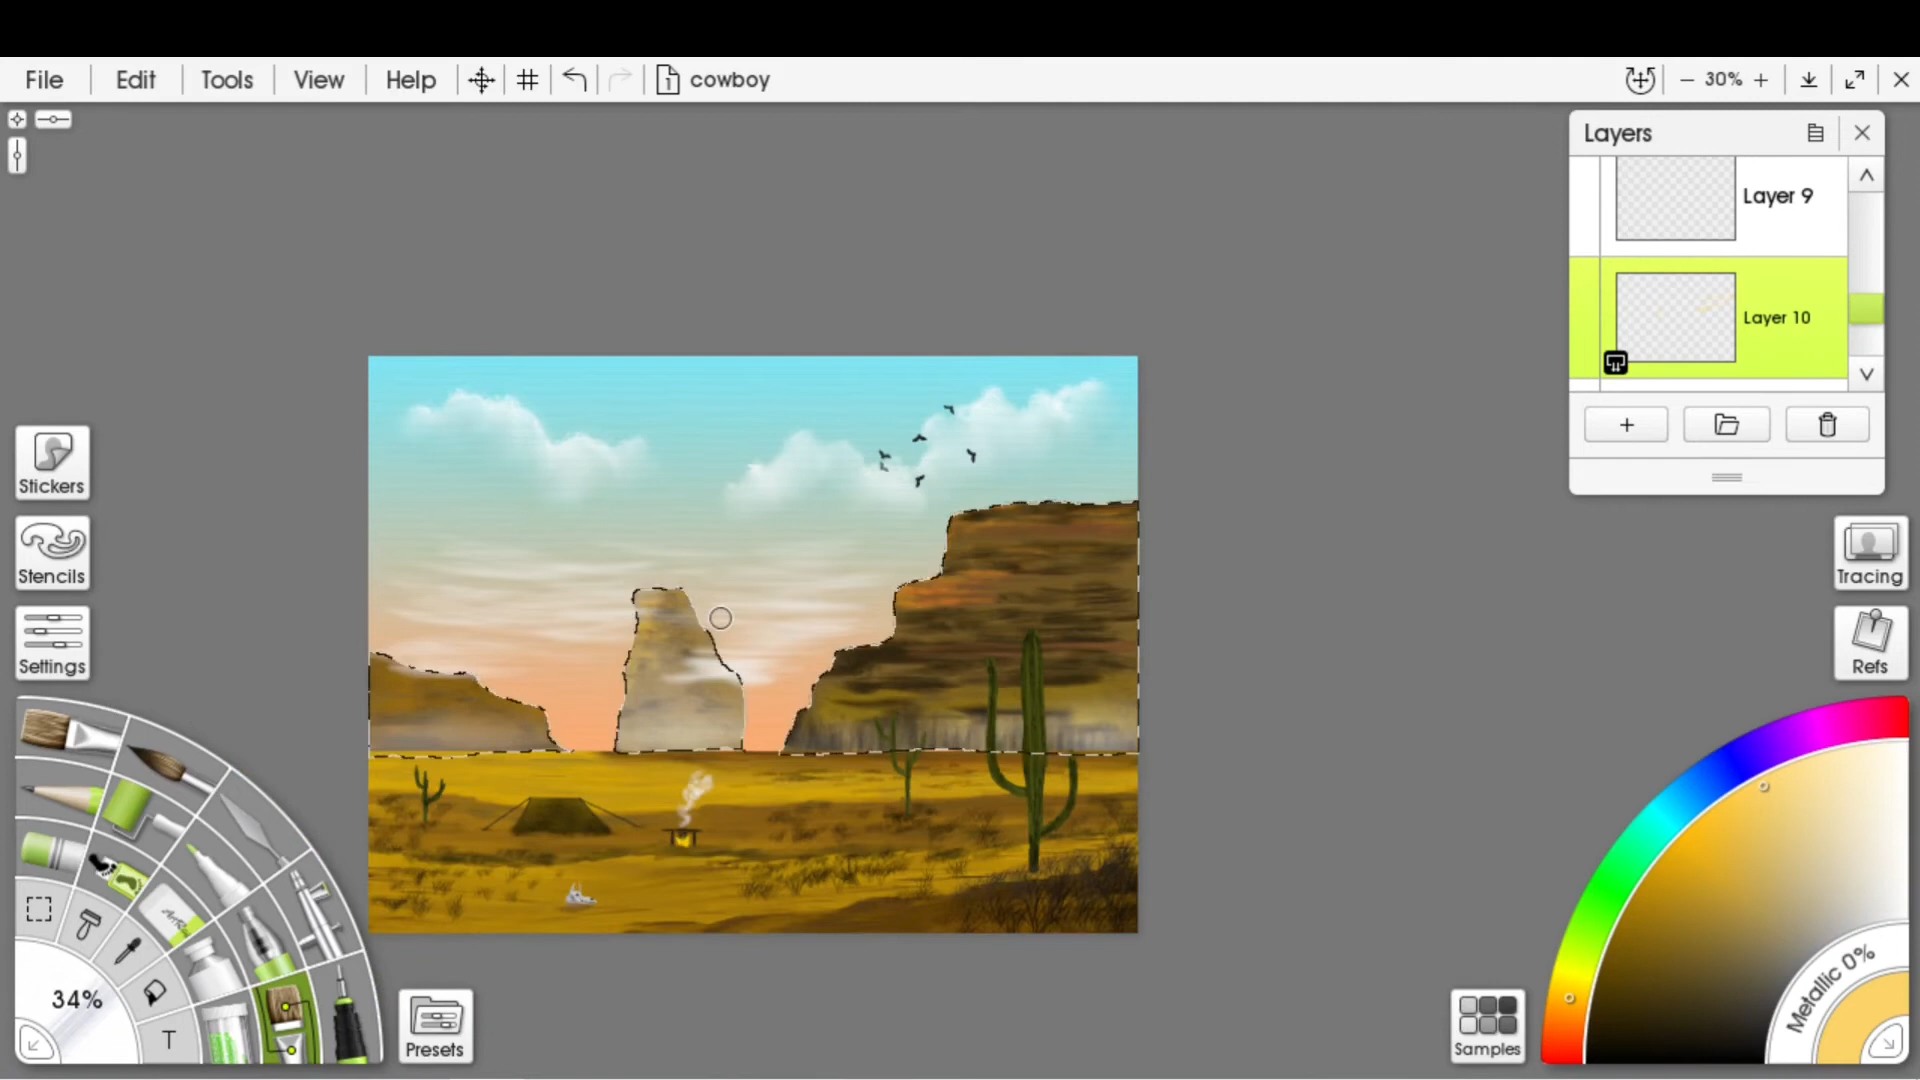 File Edit Tools View Help 1 cowboy 30%
Layers
Layer 9
Layer 10
Stickers
Stencils
Settings
Tracing
Refs
34%
T
Presets
Samples
Metallic 0%